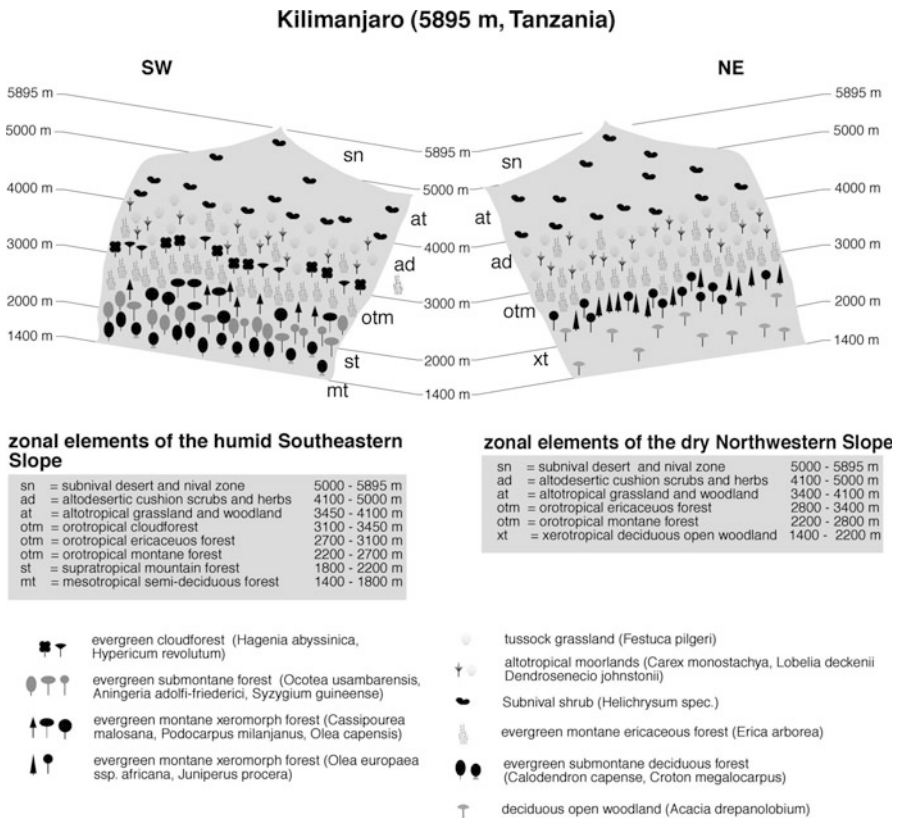 Kilimanjaro (5895 m, Tanzania)
SW
NE
5895 m
5000 m
4000 m
3000 m
2000 m
1400 m
sn
at
ad
otm
st
mt
5895 m
5000 m
4000 m
3000 m
2000 m
1400 m
sn
at
ad
otm
xt
5895 m
5000 m
4000 m
3000 m
2000 m
1400 m
zonal elements of the humid Southeastern
Slope
sn = subnival desert and nival zone 5000 - 5895 m
ad = altodesertic cushion scrubs and herbs 4100 - 5000 m
at = altotropical grassland and woodland 3450 - 4100 m
otm = orotropical cloudforest 3100 - 3450 m
otm = orotropical ericaceuos forest 2700 - 3100 m
otm = orotropical montane forest 2200 - 2700 m
st = supratropical mountain forest 1800 - 2200 m
mt = mesotropical semi-deciduous forest 1400 - 1800 m
zonal elements of the dry Northwestern Slope
sn = subnival desert and nival zone 5000 - 5895 m
ad = altodesertic cushion scrubs and herbs 4100 - 5000 m
at = altotropical grassland and woodland 3400 - 4100 m
otm = orotropical ericaceuos forest 2800 - 3400 m
otm = orotropical montane forest 2200 - 2800 m
xt = xerotropical deciduous open woodland 1400 - 2200 m
evergreen cloudforest (Hagenia abyssinica,
Hypericum revolutum)
evergreen submontane forest (Ocotea usambarensis,
Aningeria adolfi-friederici, Syzygium guineense)
evergreen montane xeromorph forest (Cassipourea
malosana, Podocarpus milanjanus, Olea capensis)
evergreen montane xeromorph forest (Olea europaea
ssp. africana, Juniperus procera)
tussock grassland (Festuca pilgeri)
altotropical moorlands (Carex monostachya, Lobelia deckenii
Dendrosenecio johnstonii)
Subnival shrub (Helichrysum spec.)
evergreen montane ericaceous forest (Erica arborea)
evergreen submontane deciduous forest
(Calodendron capense, Croton megalocarpus)
deciduous open woodland (Acacia drepanolobium)